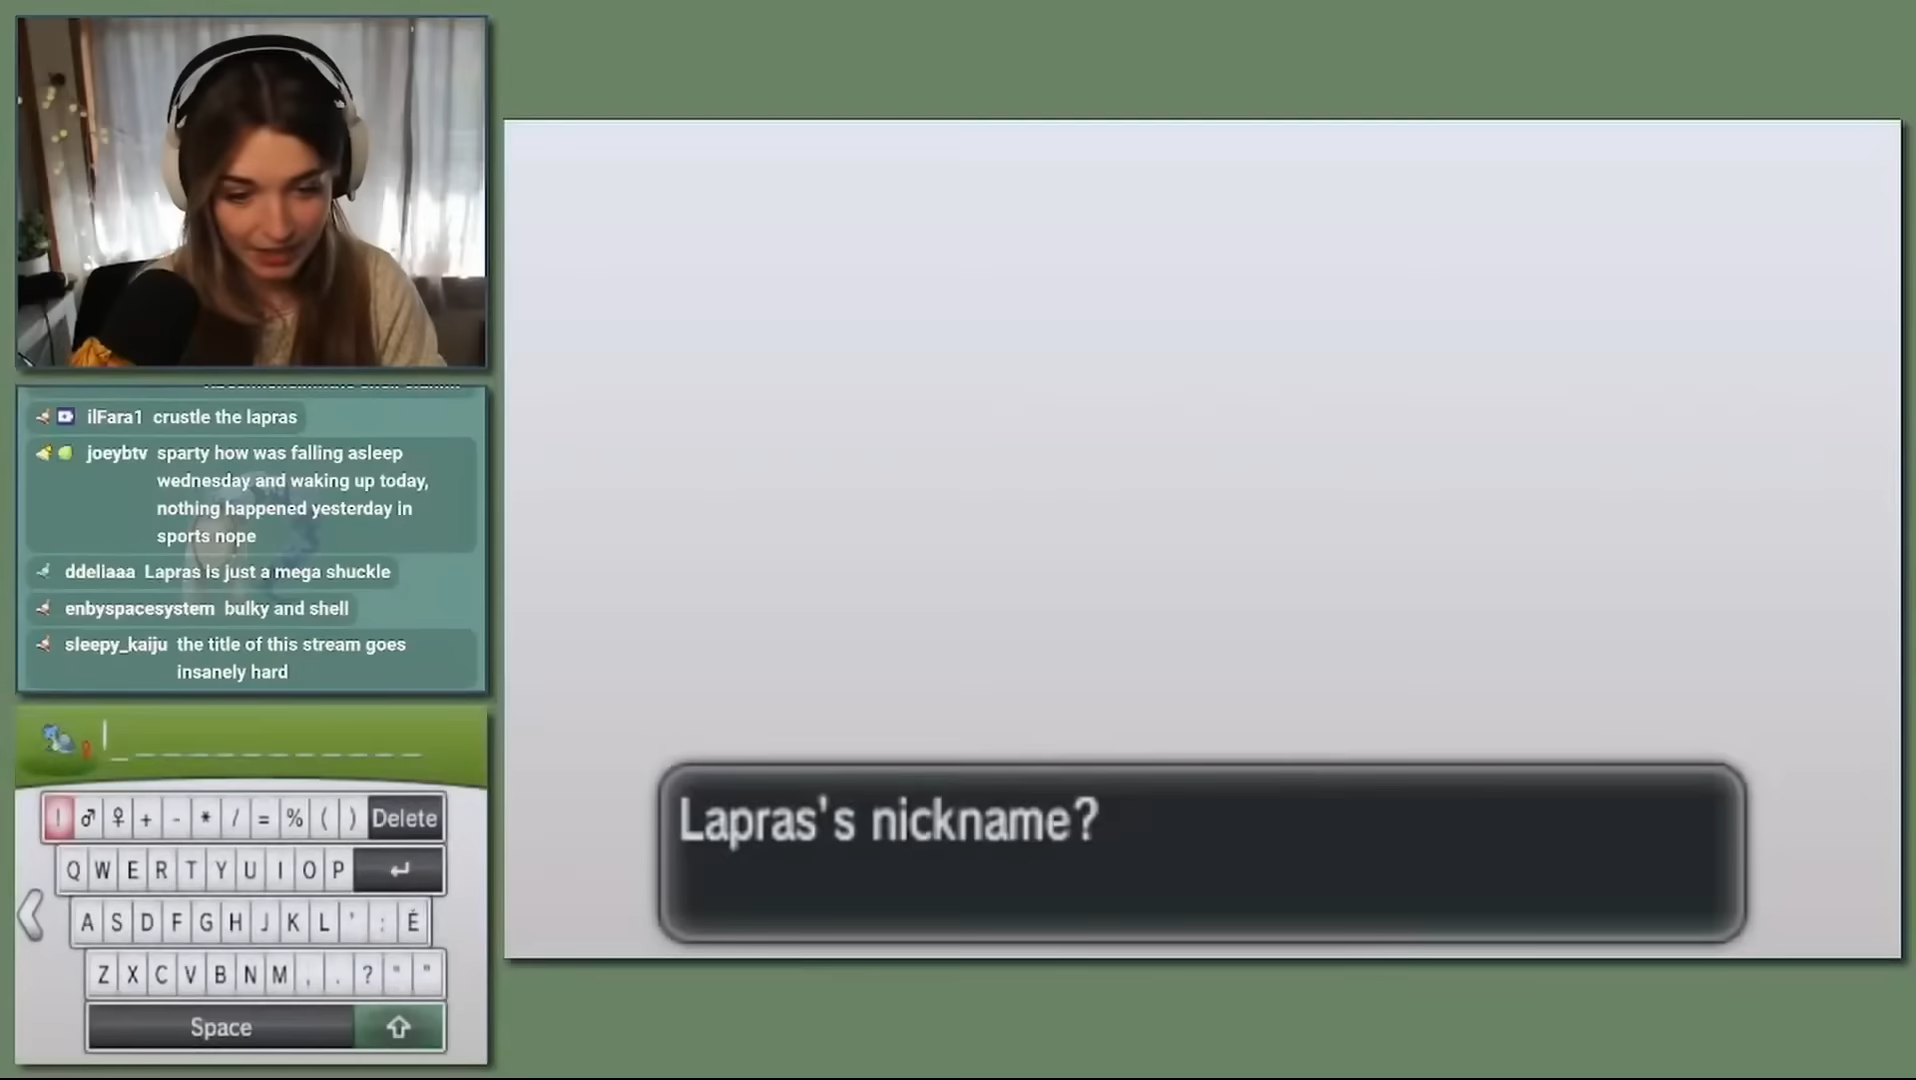 ilFara1 crustle the lapras
joeybtv sparty how was falling asleep
wednesday and waking up today,
nothing happened yesterday in
sports nope
ddeliaaa Lapras is just a mega shuckle
enbyspacesystem bulky and shell
sleepy_kaiju the title of this stream goes
insanely hard
! ♂ ♀ + - * / = % ( ) Delete
Q W E R T Y U I O P ↵
A S D F G H J K L ' : É
Z X C V B N M , . ? " "
Space
Lapras's nickname?